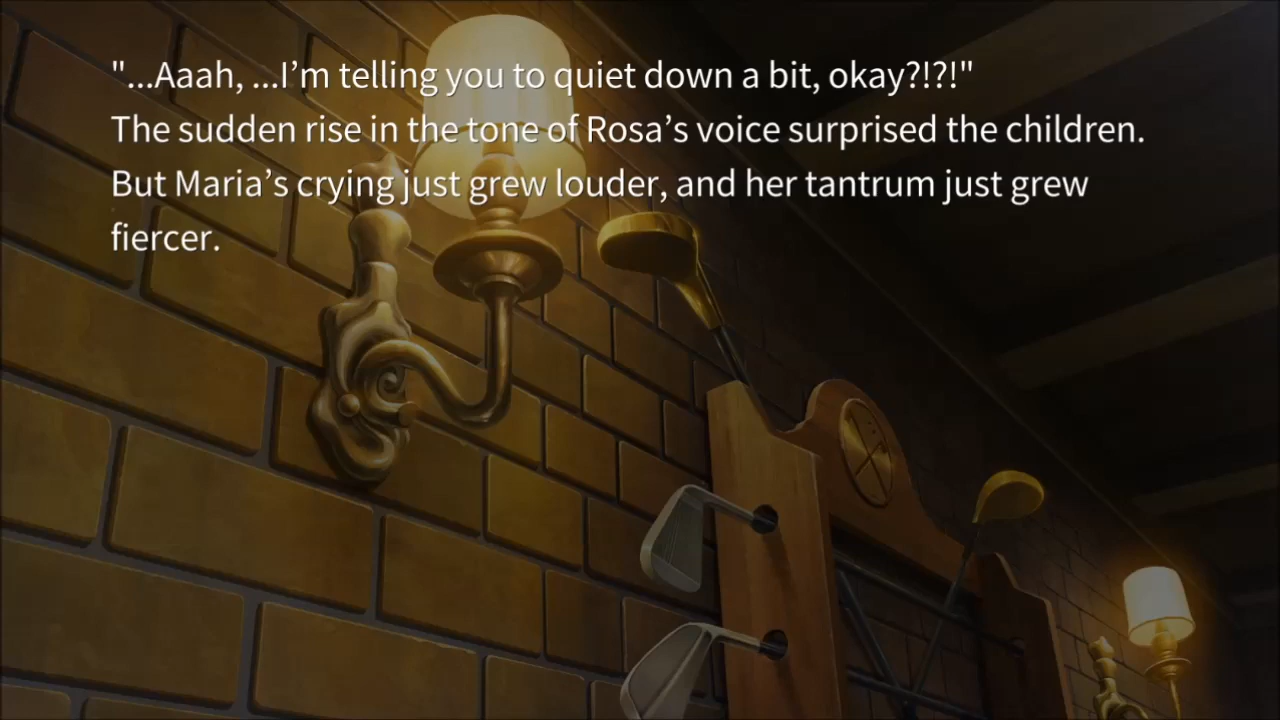 "...Aaah, ...I’m telling you to quiet down a bit, okay?!?!"
The sudden rise in the tone of Rosa’s voice surprised the children.
But Maria’s crying just grew louder, and her tantrum just grew
fiercer.